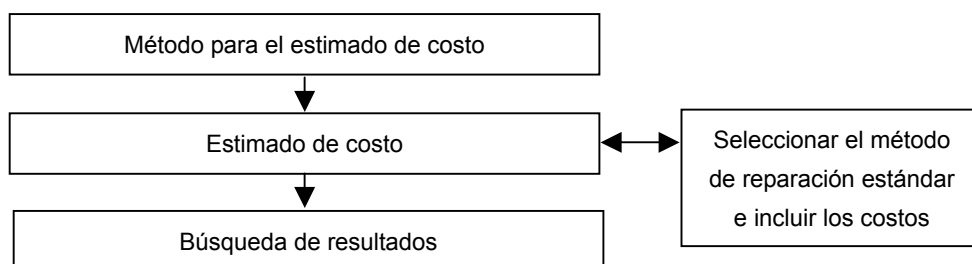 Método para el estimado de costo
Estimado de costo
Seleccionar el método
de reparación estándar
e incluir los costos
Búsqueda de resultados